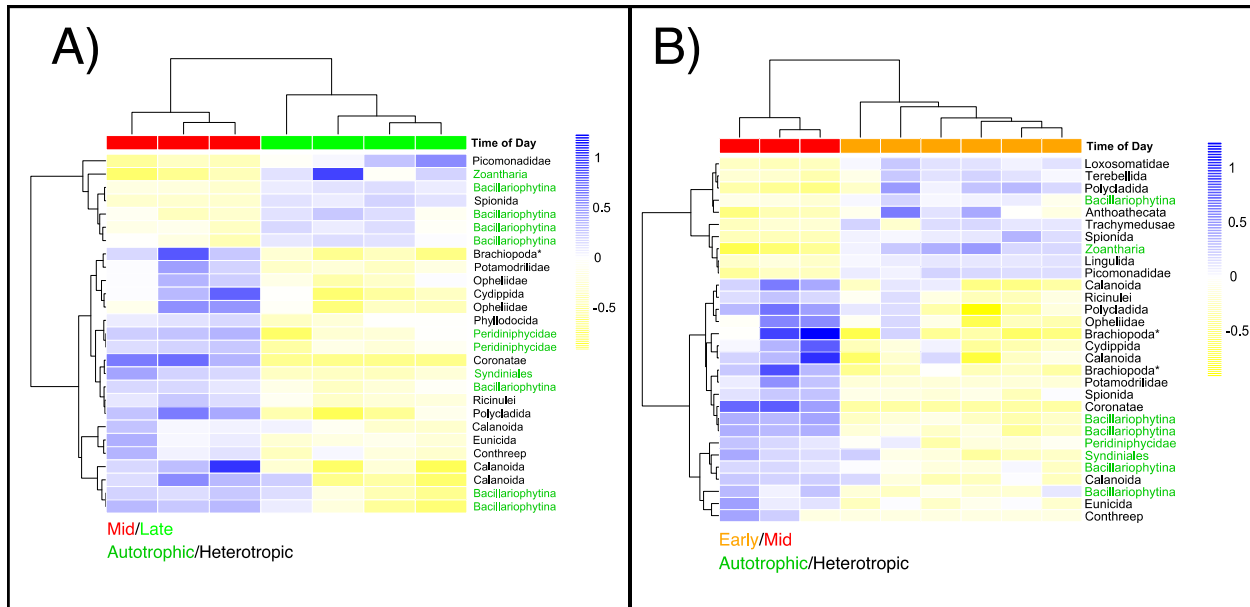 A)
Time of Day
Picomonadidae
Zoantharia
Bacillariophytina
Spionida
Bacillariophytina
Bacillariophytina
Bacillariophytina
Brachiopoda*
Potamodrilidae
Opheliidae
Cydippida
Opheliidae
Phyllodocida
Peridiniphycidae
Peridiniphycidae
Coronatae
Syndiniales
Bacillariophytina
Ricinulei
Polycladida
Calanoida
Eunicida
Conthreep
Calanoida
Calanoida
Bacillariophytina
Bacillariophytina
1
0.5
0
-0.5
Mid/Late
Autotrophic/Heterotropic
B)
Time of Day
Loxosomatidae
Terebellida
Polycladida
Bacillariophytina
Anthoathecata
Trachymedusae
Spionida
Zoantharia
Lingulida
Picomonadidae
Calanoida
Ricinulei
Polycladida
Opheliidae
Brachiopoda*
Cydippida
Calanoida
Brachiopoda*
Potamodrilidae
Spionida
Coronatae
Bacillariophytina
Bacillariophytina
Peridiniphycidae
Syndiniales
Bacillariophytina
Calanoida
Bacillariophytina
Eunicida
Conthreep
1
0.5
0
-0.5
Early/Mid
Autotrophic/Heterotropic